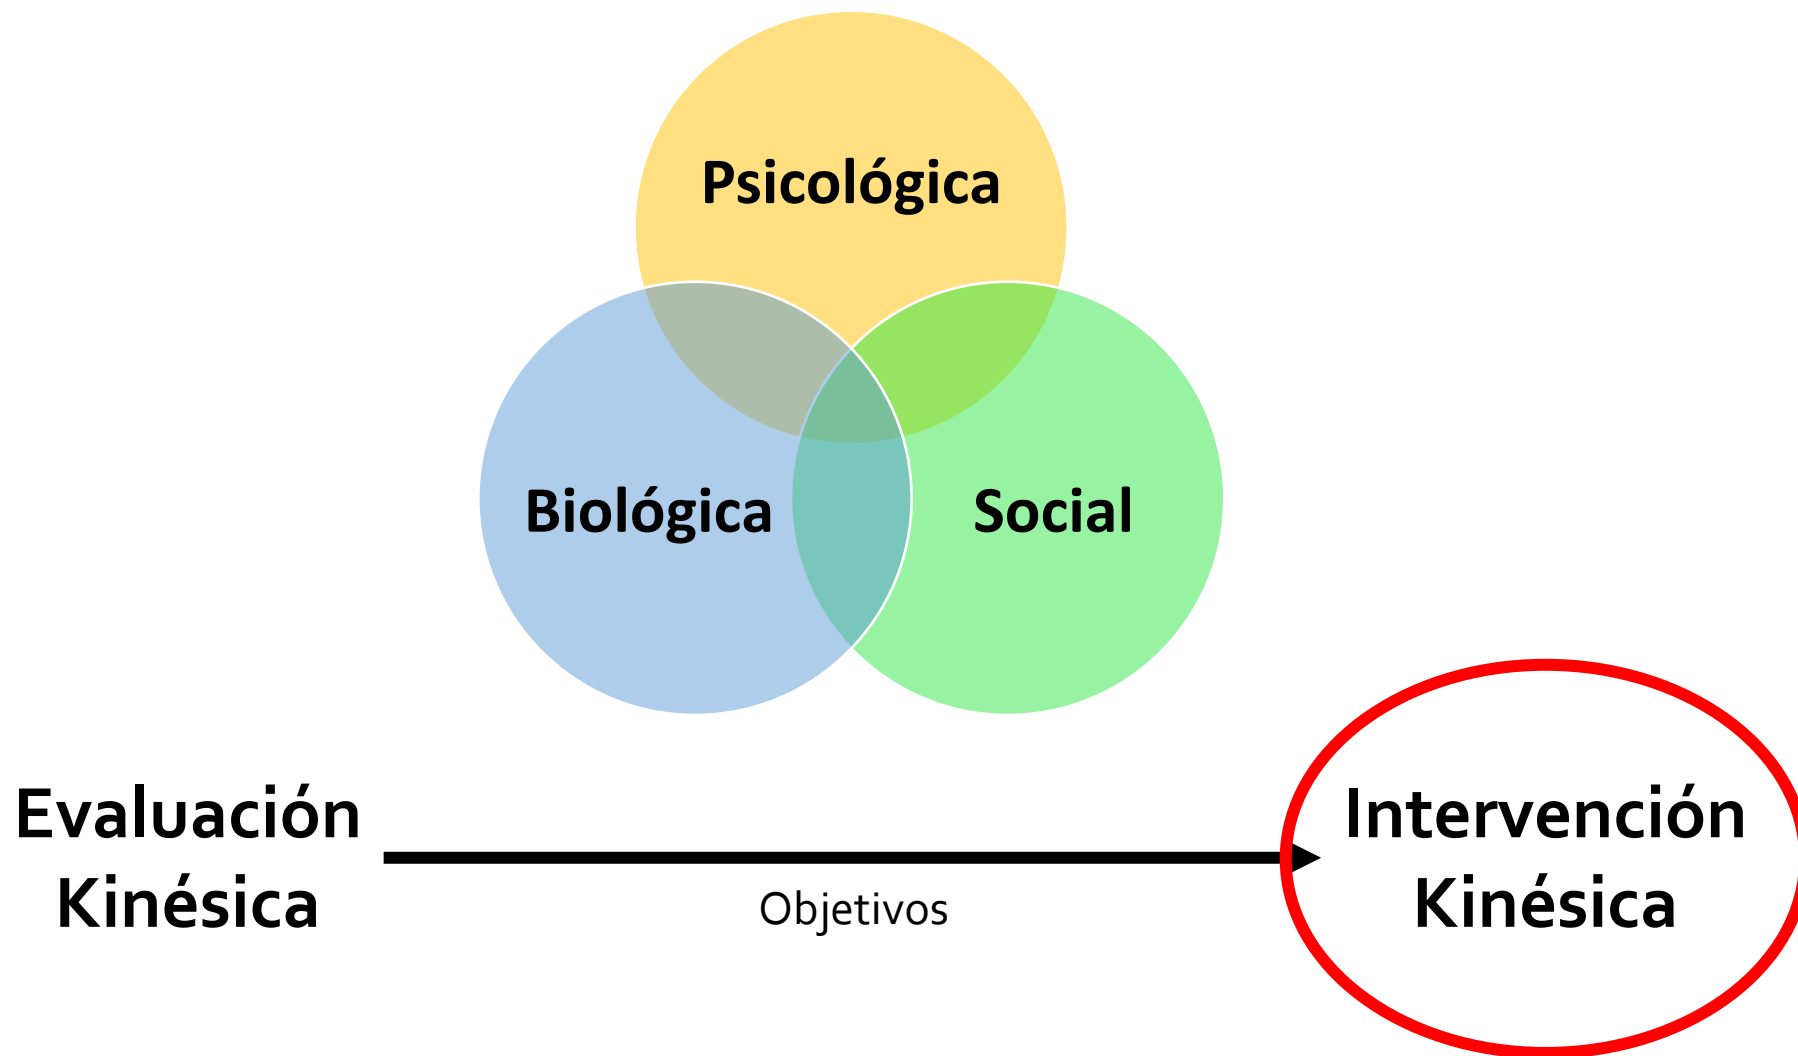 Psicológica
Biológica
Social
Evaluación
Kinésica
Objetivos
Intervención
Kinésica